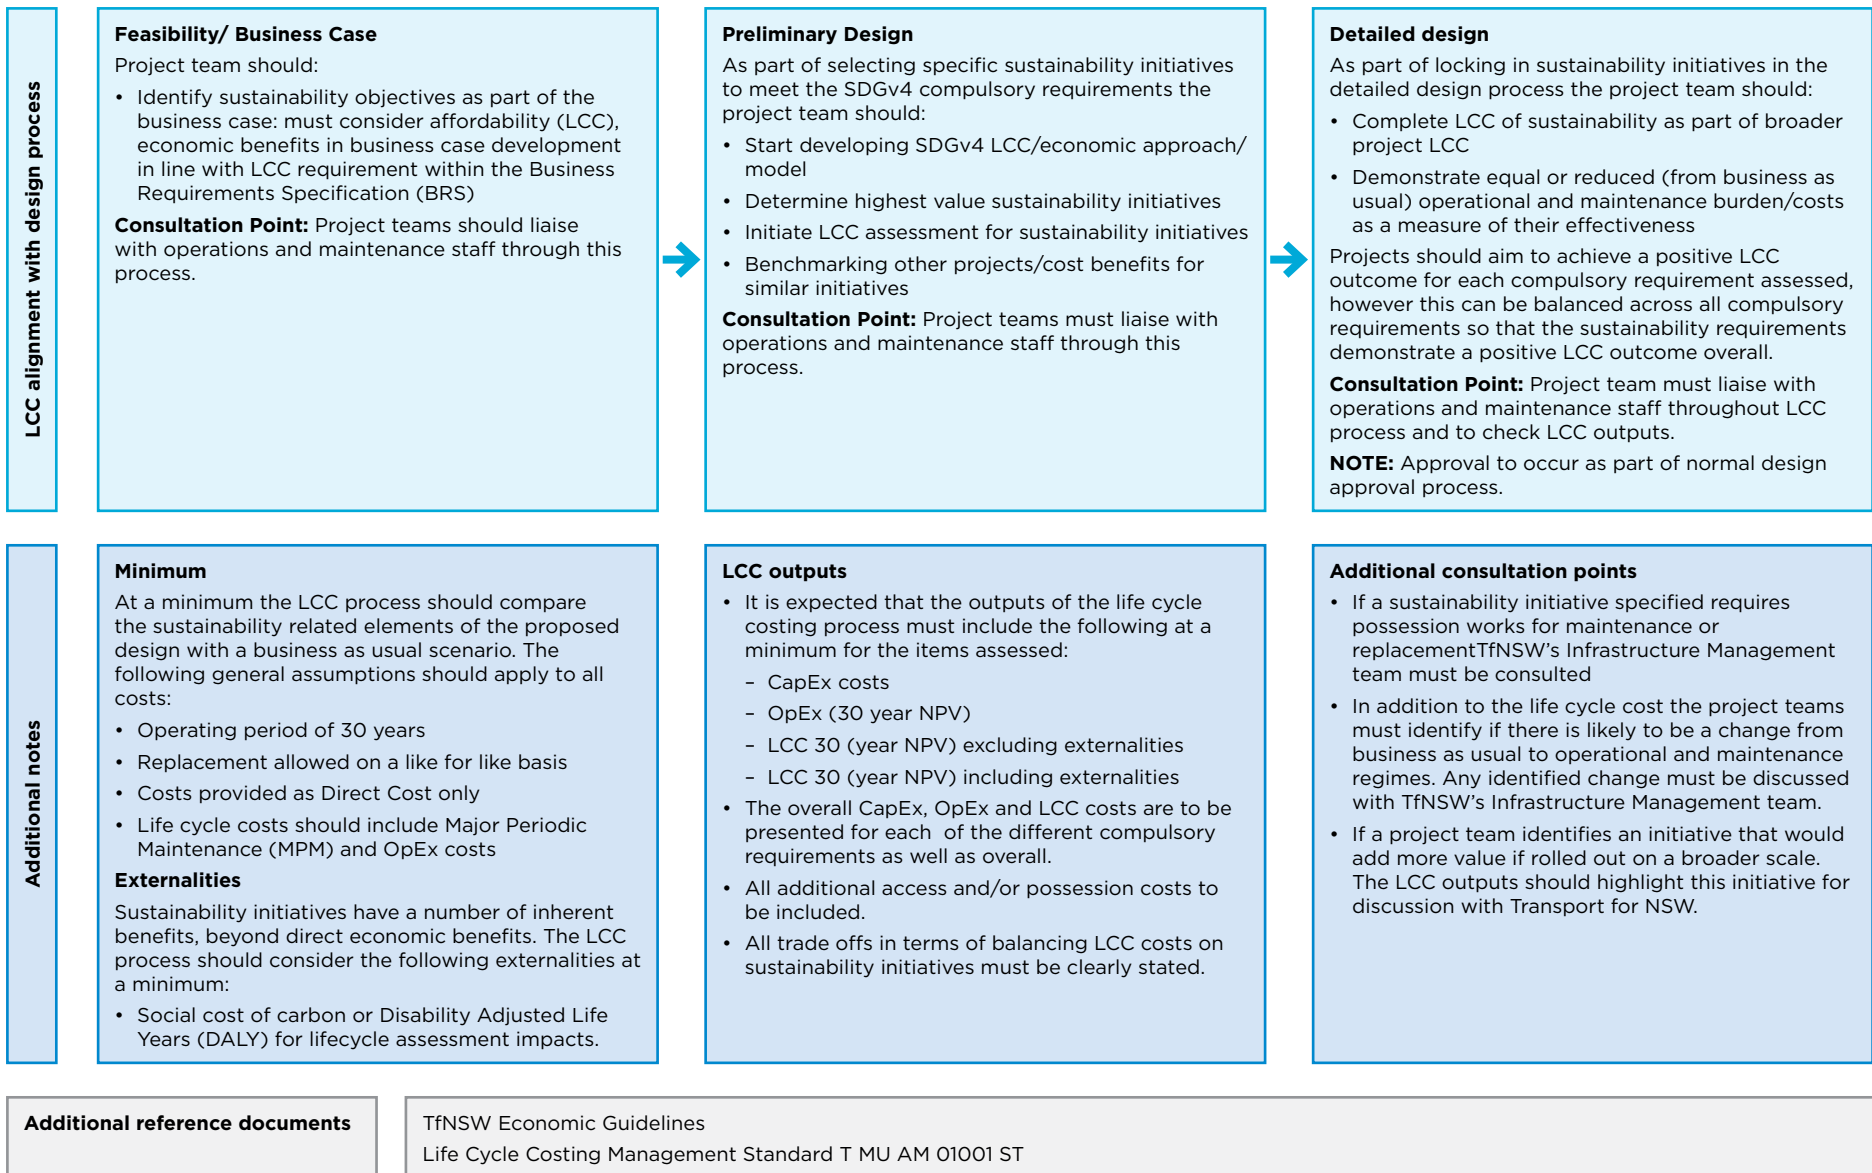 LCC alignment with design process
Feasibility/ Business Case
Project team should:
• Identify sustainability objectives as part of the
business case: must consider affordability (LCC),
economic benefits in business case development
in line with LCC requirement within the Business
Requirements Specification (BRS)
Consultation Point: Project teams should liaise
with operations and maintenance staff through this
process.
Preliminary Design
As part of selecting specific sustainability initiatives
to meet the SDGv4 compulsory requirements the
project team should:
• Start developing SDGv4 LCC/economic approach/
model
• Determine highest value sustainability initiatives
• Initiate LCC assessment for sustainability initiatives
• Benchmarking other projects/cost benefits for
similar initiatives
Consultation Point: Project teams must liaise with
operations and maintenance staff through this
process.
Detailed design
As part of locking in sustainability initiatives in the
detailed design process the project team should:
• Complete LCC of sustainability as part of broader
project LCC
• Demonstrate equal or reduced (from business as
usual) operational and maintenance burden/costs
as a measure of their effectiveness
Projects should aim to achieve a positive LCC
outcome for each compulsory requirement assessed,
however this can be balanced across all compulsory
requirements so that the sustainability requirements
demonstrate a positive LCC outcome overall.
Consultation Point: Project team must liaise with
operations and maintenance staff throughout LCC
process and to check LCC outputs.
NOTE: Approval to occur as part of normal design
approval process.
Additional notes
Minimum
At a minimum the LCC process should compare
the sustainability related elements of the proposed
design with a business as usual scenario. The
following general assumptions should apply to all
costs:
• Operating period of 30 years
• Replacement allowed on a like for like basis
• Costs provided as Direct Cost only
• Life cycle costs should include Major Periodic
Maintenance (MPM) and OpEx costs
Externalities
Sustainability initiatives have a number of inherent
benefits, beyond direct economic benefits. The LCC
process should consider the following externalities at
a minimum:
• Social cost of carbon or Disability Adjusted Life
Years (DALY) for lifecycle assessment impacts.
LCC outputs
• It is expected that the outputs of the life cycle
costing process must include the following at a
minimum for the items assessed:
– CapEx costs
– OpEx (30 year NPV)
– LCC 30 (year NPV) excluding externalities
– LCC 30 (year NPV) including externalities
• The overall CapEx, OpEx and LCC costs are to be
presented for each of the different compulsory
requirements as well as overall.
• All additional access and/or possession costs to
be included.
• All trade offs in terms of balancing LCC costs on
sustainability initiatives must be clearly stated.
Additional consultation points
• If a sustainability initiative specified requires
possession works for maintenance or
replacementTfNSW's Infrastructure Management
team must be consulted
• In addition to the life cycle cost the project teams
must identify if there is likely to be a change from
business as usual to operational and maintenance
regimes. Any identified change must be discussed
with TfNSW's Infrastructure Management team.
• If a project team identifies an initiative that would
add more value if rolled out on a broader scale.
The LCC outputs should highlight this initiative for
discussion with Transport for NSW.
Additional reference documents
TfNSW Economic Guidelines
Life Cycle Costing Management Standard T MU AM 01001 ST